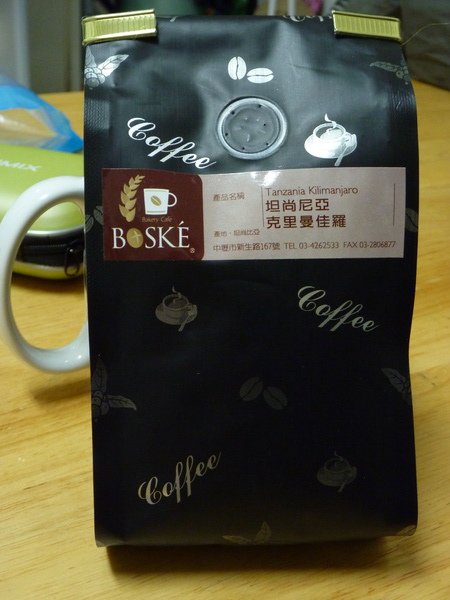 Coffee
Bakery Cafe
BOSKÉ
®
產品名稱
Tanzania Kilimanjaro
坦尚尼亞
克里曼佳羅
產地：坦尚比亞
中壢市新生路167號 TEL 03-4262533 FAX 03-2806877
Coffee
Coffee
MIX